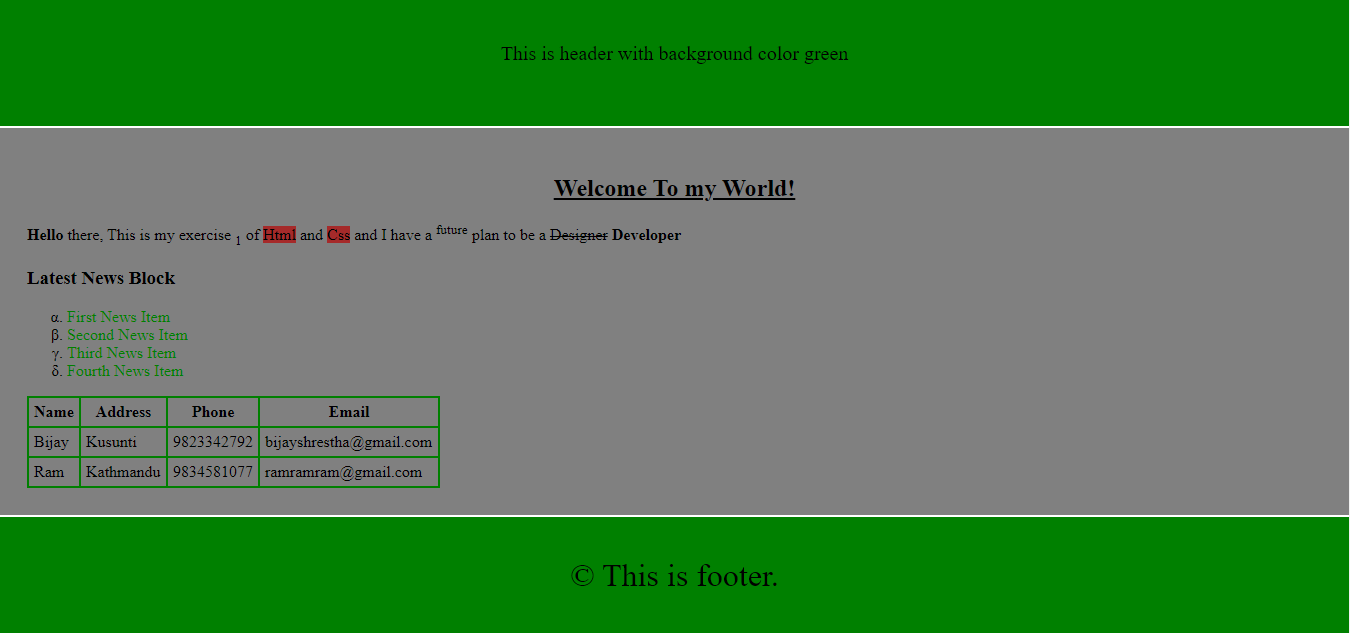 This is header with background color green
Welcome To my World!
Hello there, This is my exercise 1 of Html and Css and I have a future plan to be a Designer Developer
Latest News Block
α. First News Item
β. Second News Item
γ. Third News Item
δ. Fourth News Item
Name Address Phone Email
Bijay Kusunti 9823342792 bijayshrestha@gmail.com
Ram Kathmandu 9834581077 ramramram@gmail.com
© This is footer.